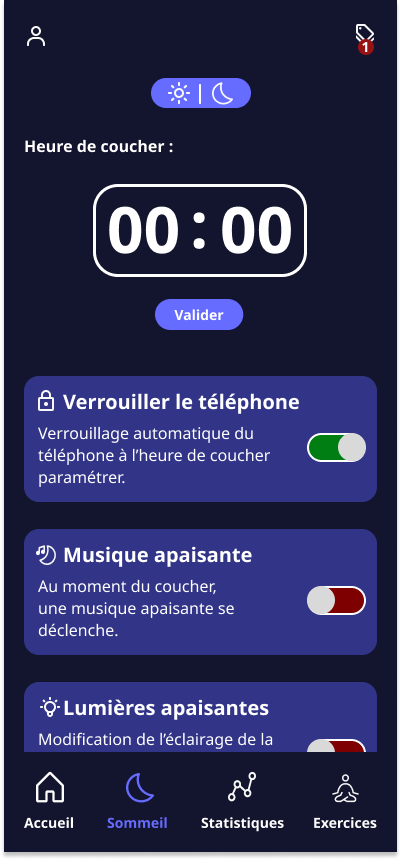 1
Heure de coucher :
00 : 00
Valider
Verrouiller le téléphone
Verrouillage automatique du
téléphone à l'heure de coucher
paramétrer.
Musique apaisante
Au moment du coucher,
une musique apaisante se
déclenche.
Lumières apaisantes
Modification de l'éclairage de la
Accueil
Sommeil
Statistiques
Exercices